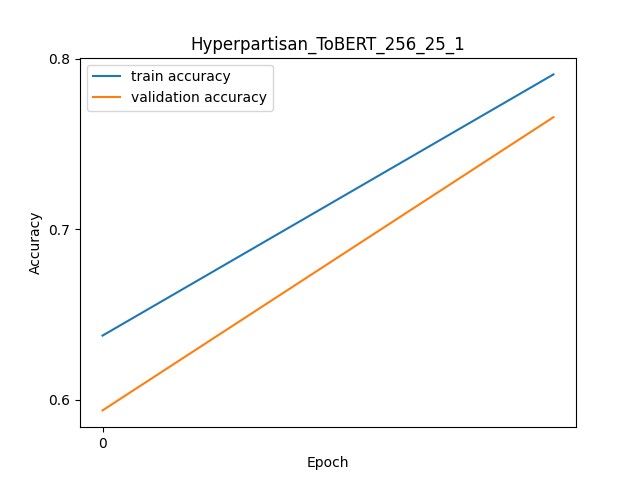 Hyperpartisan_ToBERT_256_25_1
train accuracy
validation accuracy
0.8
0.7
0.6
Accuracy
0
Epoch